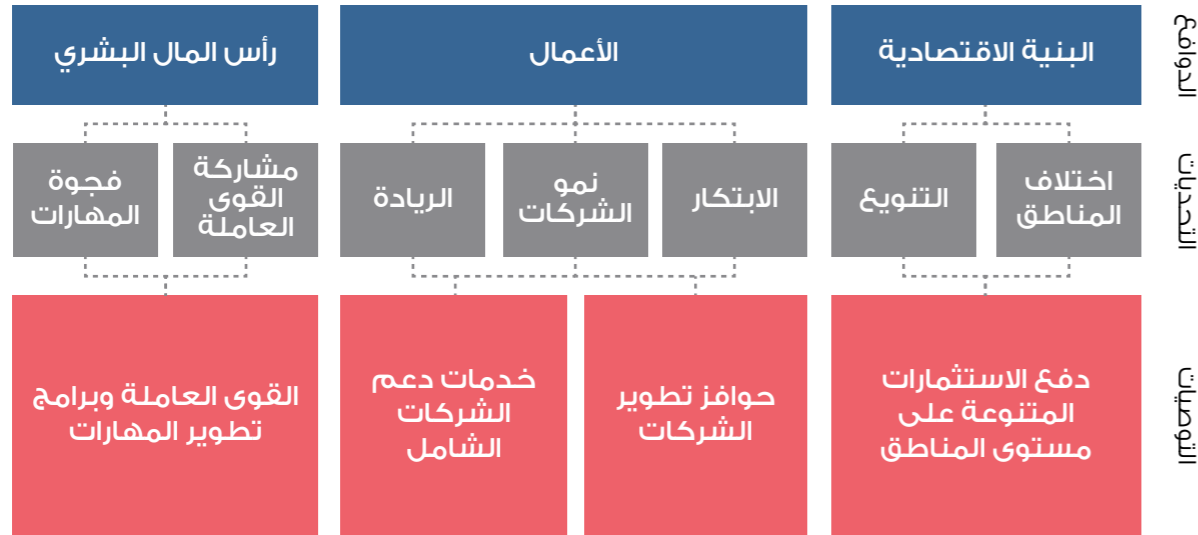 الدوافع
البنية الاقتصادية
الأعمال
رأس المال البشري
التحديات
اختلاف
المناطق
التنويع
الابتكار
نمو
الشركات
الريادة
مشاركة
القوى
العاملة
فجوة
المهارات
التوصيات
دفع الاستثمارات
المتنوعة على
مستوى المناطق
حوافز تطوير
الشركات
خدمات دعم
الشركات
الشامل
القوى العاملة وبرامج
تطوير المهارات